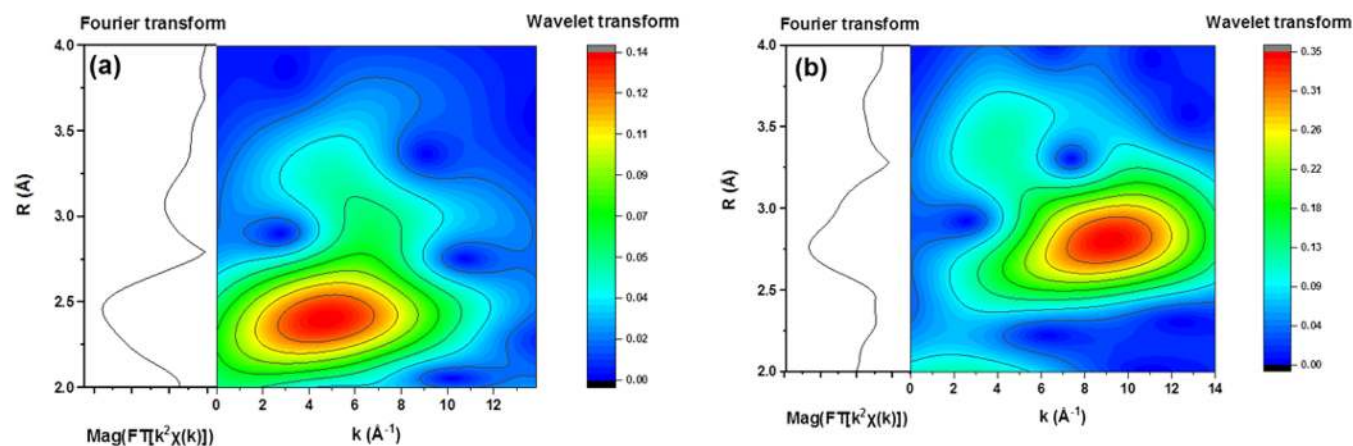 Fourier transform
Wavelet transform
(a)
4.0
3.5
3.0
2.5
2.0
R (Å)
0 2 4 6 8 10 12
Mag(FT[k²χ(k)])
k (Å⁻¹)
0.14
0.13
0.11
0.09
0.07
0.05
0.04
0.02
0.00
Fourier transform
Wavelet transform
(b)
4.0
3.5
3.0
2.5
2.0
R (Å)
0 2 4 6 8 10 12 14
Mag(FT[k²χ(k)])
k (Å⁻¹)
0.35
0.31
0.26
0.22
0.17
0.13
0.09
0.04
0.00